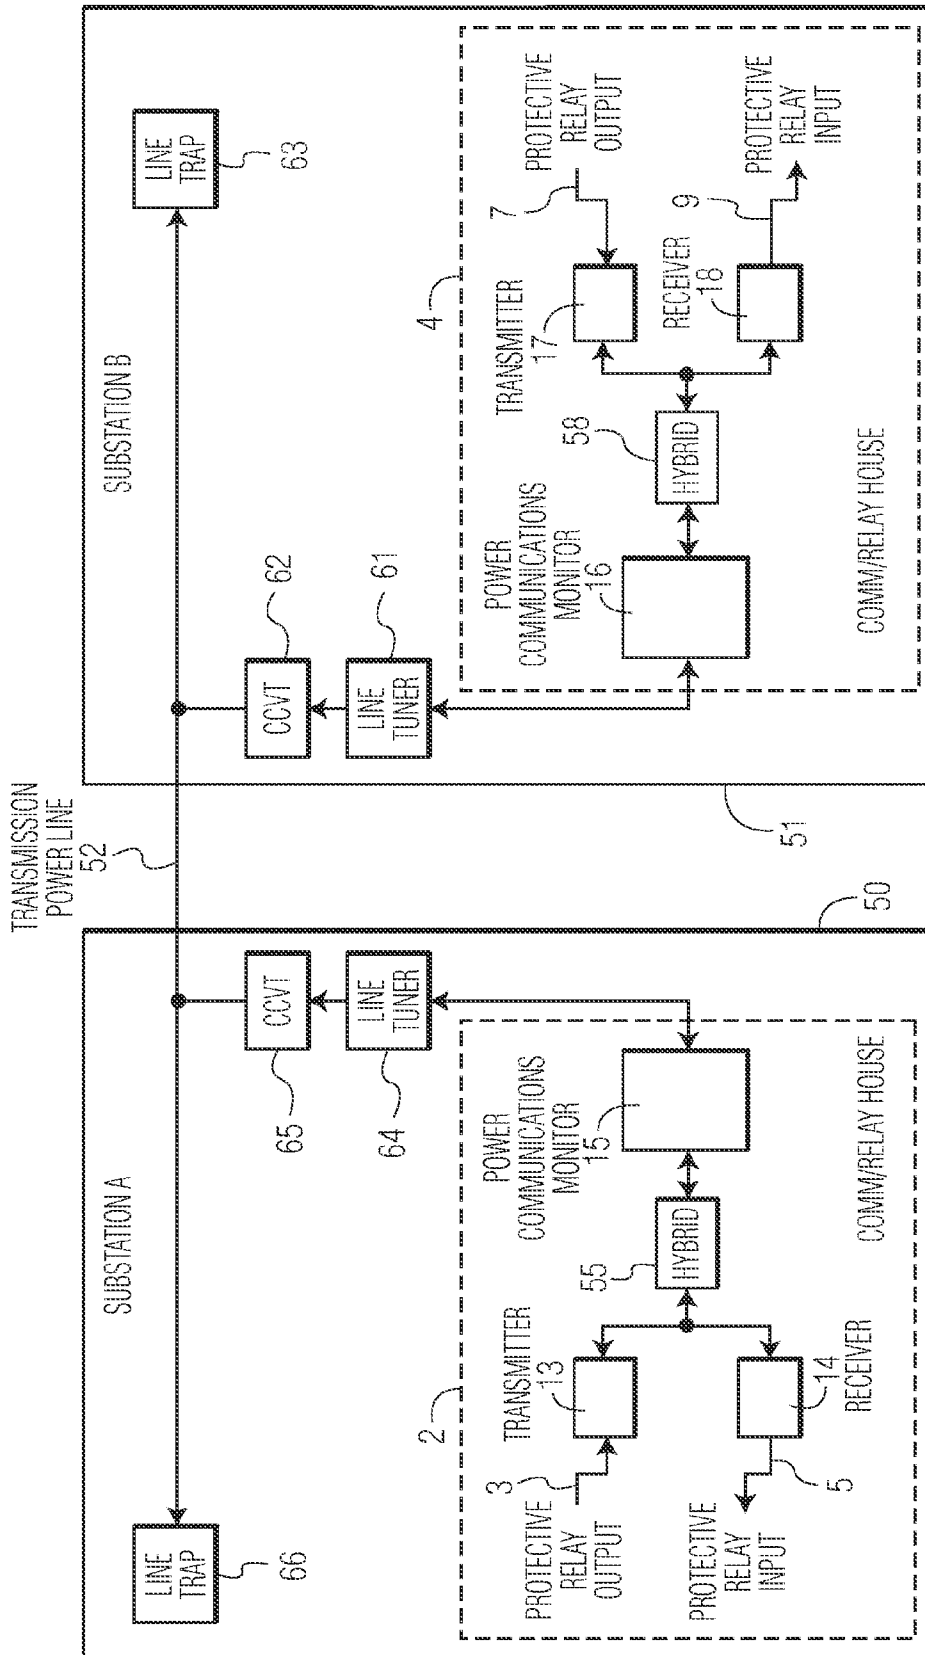 TRANSMISSION
POWER LINE
52
SUBSTATION A
LINE
TRAP
66
CCVT
65
LINE
TUNER
64
50
2
PROTECTIVE
RELAY
OUTPUT
3
TRANSMITTER
13
PROTECTIVE
RELAY
INPUT
5
14
RECEIVER
55
HYBRID
POWER
COMMUNICATIONS
MONITOR
15
COMM/RELAY HOUSE
SUBSTATION B
LINE
TRAP
63
CCVT
62
LINE
TUNER
61
51
4
POWER
COMMUNICATIONS
MONITOR
16
58
HYBRID
TRANSMITTER
17
7
PROTECTIVE
RELAY
OUTPUT
RECEIVER
18
9
PROTECTIVE
RELAY
INPUT
COMM/RELAY HOUSE